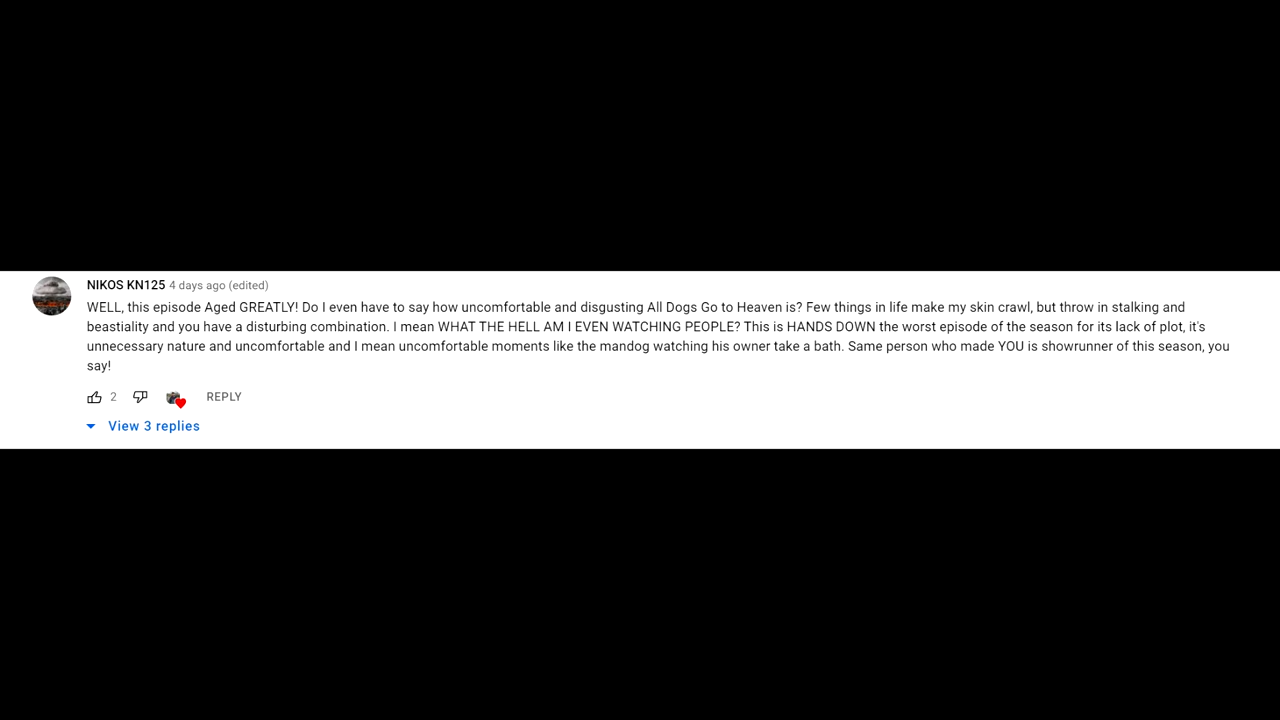 NIKOS KN125 4 days ago (edited)
WELL, this episode Aged GREATLY! Do I even have to say how uncomfortable and disgusting All Dogs Go to Heaven is? Few things in life make my skin crawl, but throw in stalking and
beastiality and you have a disturbing combination. I mean WHAT THE HELL AM I EVEN WATCHING PEOPLE? This is HANDS DOWN the worst episode of the season for its lack of plot, it's
unnecessary nature and uncomfortable and I mean uncomfortable moments like the mandog watching his owner take a bath. Same person who made YOU is showrunner of this season, you
say!
2 REPLY
View 3 replies